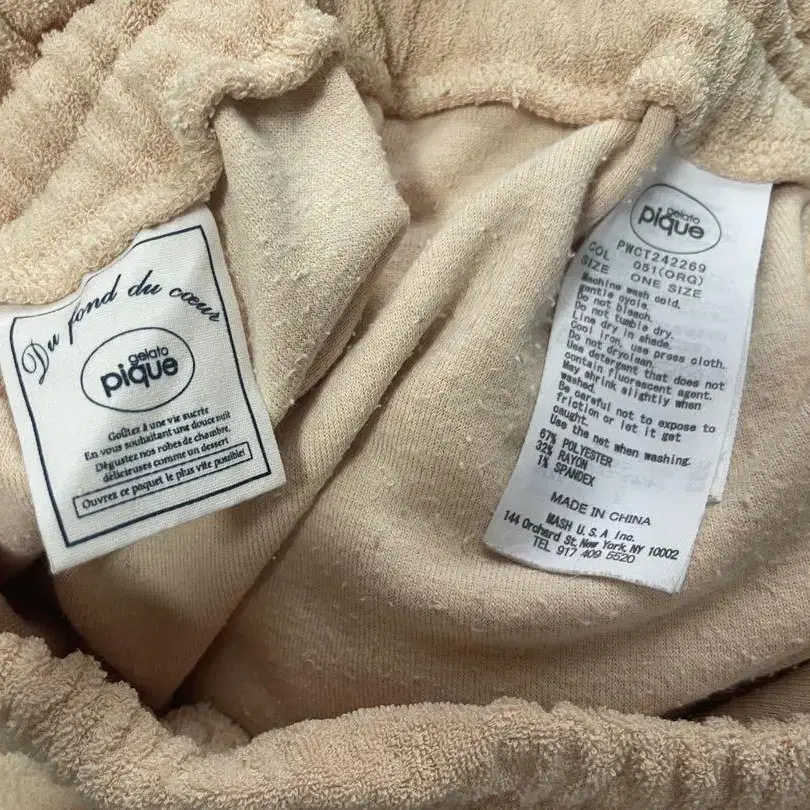 Du fond du cœur
gelato
pique
Goûtez à une vie sucrée
En vous souhaitant une douce nuit
Dégustez nos robes de chambre,
délicieuses comme un dessert
Ouvrez ce paquet le plus vite possible!
gelato
pique
PWCT242269
COL 051(ORG)
SIZE ONE SIZE
Machine wash cold,
gentle cycle.
Do not bleach.
Do not tumble dry.
Line dry in shade.
Cool iron, use press cloth.
Do not dryclean.
Use detergent that does not
contain fluorescent agent.
May shrink slightly when
washed.
Be careful not to expose to
friction or let it get
caught.
Use the net when washing.
67% POLYESTER
32% RAYON
1% SPANDEX
MADE IN CHINA
MASH U.S.A Inc.
144 Orchard St, New York, NY 10002
TEL 917 409 5520